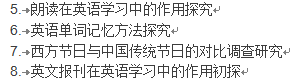 5.朗读在英语学习中的作用探究
6.英语单词记忆方法探究
7.西方节日与中国传统节日的对比调查研究
8.英文报刊在英语学习中的作用初探